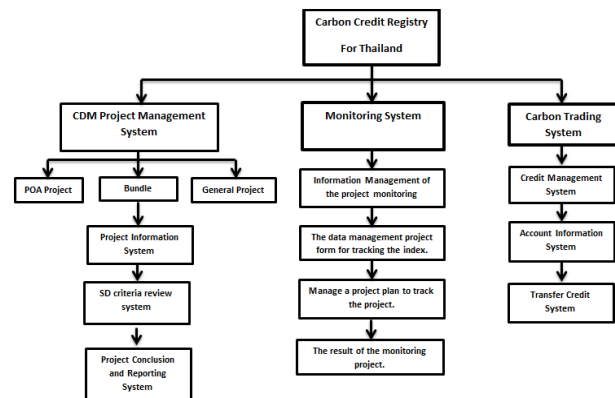 Carbon Credit Registry
For Thailand
CDM Project Management
System
Monitoring System
Carbon Trading
System
POA Project
Bundle
General Project
Project Information
System
SD criteria review
system
Project Conclusion
and Reporting
System
Information Management of
the project monitoring
The data management project
form for tracking the index.
Manage a project plan to track
the project.
The result of the monitoring
project.
Credit Management
System
Account Information
System
Transfer Credit
System